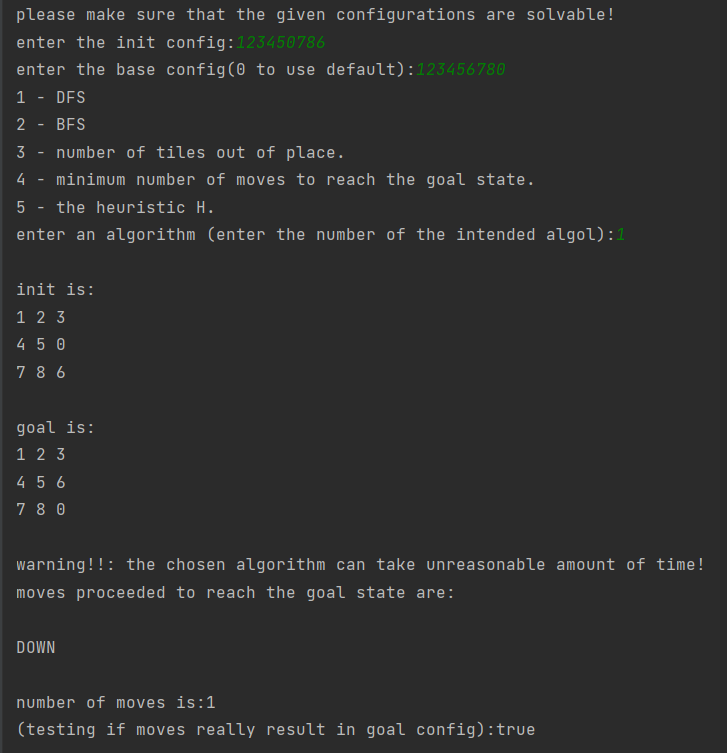 please make sure that the given configurations are solvable!
enter the init config:123450786
enter the base config(0 to use default):123456780
1 - DFS
2 - BFS
3 - number of tiles out of place.
4 - minimum number of moves to reach the goal state.
5 - the heuristic H.
enter an algorithm (enter the number of the intended algol):1
init is:
1 2 3
4 5 0
7 8 6
goal is:
1 2 3
4 5 6
7 8 0
warning!!: the chosen algorithm can take unreasonable amount of time!
moves proceeded to reach the goal state are:
DOWN
number of moves is:1
(testing if moves really result in goal config):true